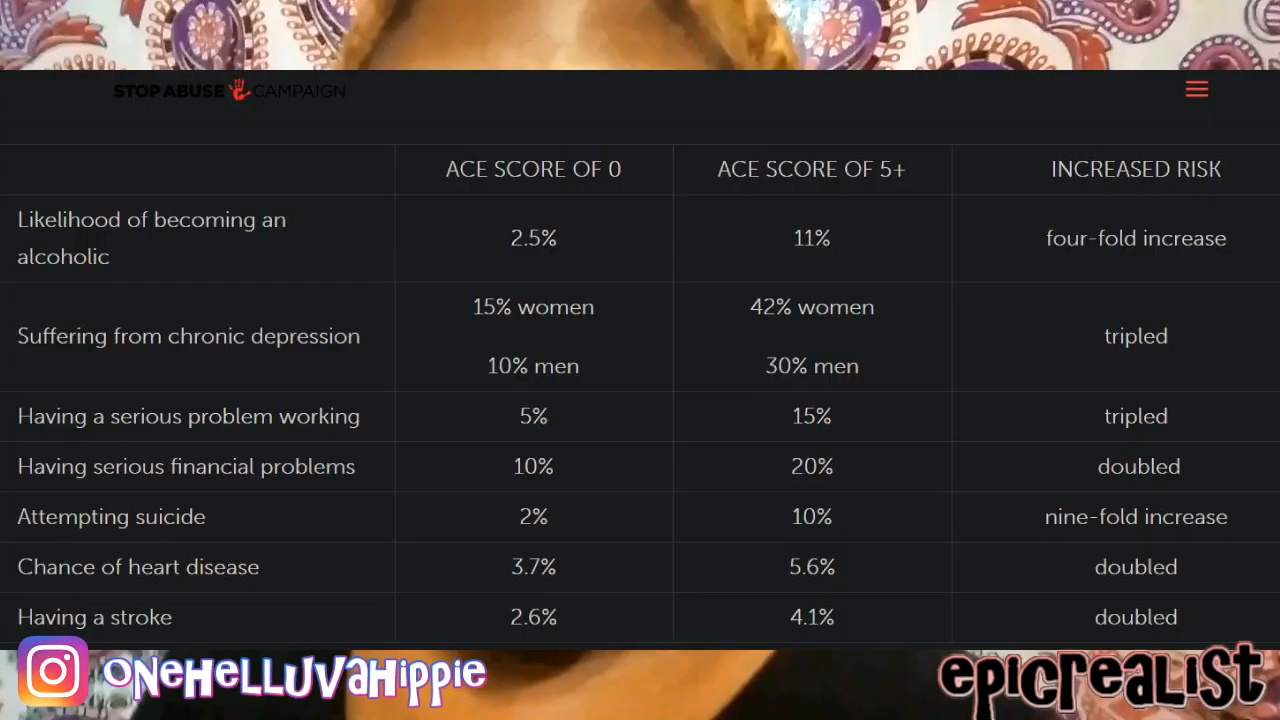 STOP ABUSE CAMPAIGN
ACE SCORE OF 0 ACE SCORE OF 5+ INCREASED RISK
Likelihood of becoming an
alcoholic
2.5% 11% four-fold increase
Suffering from chronic depression
15% women 42% women
10% men 30% men
tripled
Having a serious problem working 5% 15% tripled
Having serious financial problems 10% 20% doubled
Attempting suicide 2% 10% nine-fold increase
Chance of heart disease 3.7% 5.6% doubled
Having a stroke 2.6% 4.1% doubled
ONEHELLUVAHIPPIE
EPICREALIST